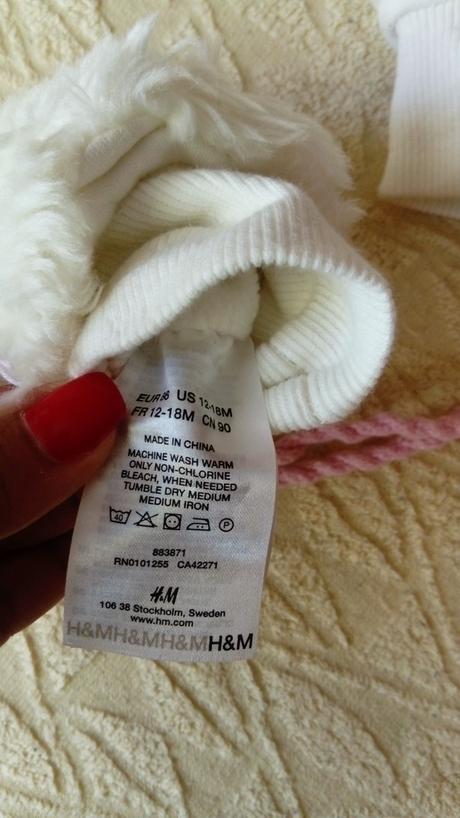 EUR 86 US 12-18M
FR 12-18M CN 90
MADE IN CHINA
MACHINE WASH WARM
ONLY NON-CHLORINE
BLEACH, WHEN NEEDED
TUMBLE DRY MEDIUM
MEDIUM IRON
40 P
883871
RN0101255 CA42271
H&M
106 38 Stockholm, Sweden
www.hm.com
H&MH&MH&MH&M